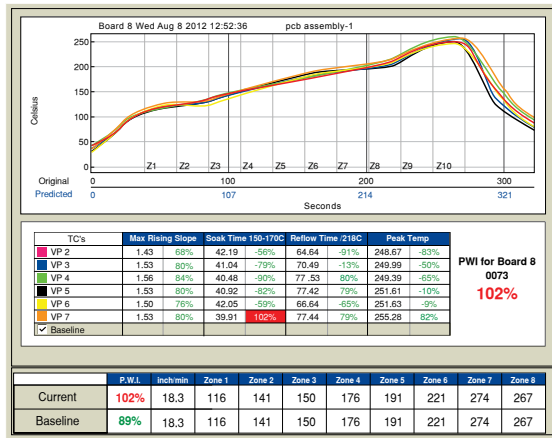 Board 8 Wed Aug 8 2012 12:52:36 pcb assembly-1
Celsius
250
200
150
100
50
0
Z1 Z2 Z3 Z4 Z5 Z6 Z7 Z8 Z9 Z10
Original 0 100 200 300
Predicted 0 107 214 321
Seconds
TC's Max Rising Slope Soak Time 150-170C Reflow Time /218C Peak Temp
VP 2 1.43 68% 42.19 -56% 64.64 -91% 248.67 -83%
VP 3 1.53 80% 41.04 -79% 70.49 -13% 249.99 -50%
VP 4 1.56 84% 40.48 -90% 77.53 80% 249.39 -65%
VP 5 1.53 80% 40.92 -82% 77.42 79% 251.61 -10%
VP 6 1.50 76% 42.05 -59% 66.64 -65% 251.63 -9%
VP 7 1.53 80% 39.91 102% 77.44 79% 255.28 82%
Baseline
PWI for Board 8
0073
102%
P.W.I. inch/min Zone 1 Zone 2 Zone 3 Zone 4 Zone 5 Zone 6 Zone 7 Zone 8
Current 102% 18.3 116 141 150 176 191 221 274 267
Baseline 89% 18.3 116 141 150 176 191 221 274 267